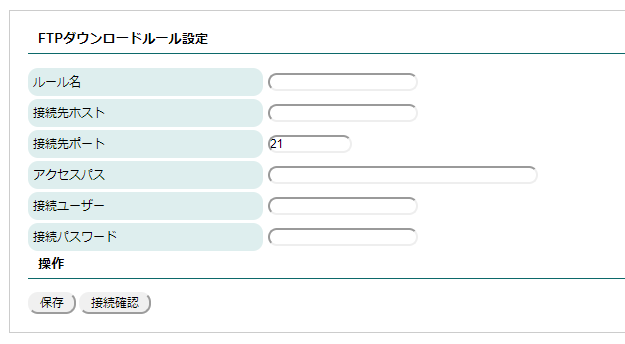 FTPダウンロードルール設定
ルール名
接続先ホスト
接続先ポート 21
アクセスパス
接続ユーザー
接続パスワード
操作
保存 接続確認